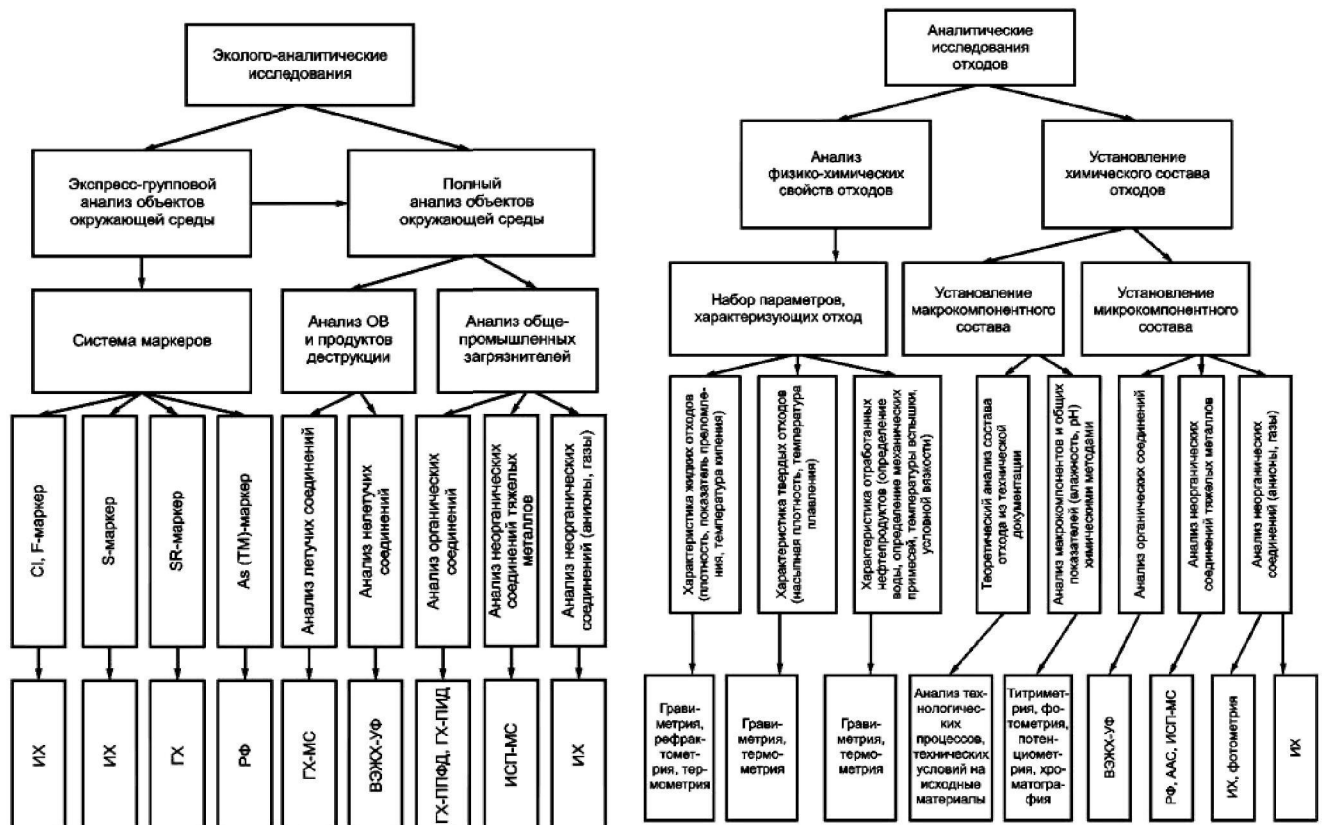 Эколого-аналитические
исследования
Экспресс-групповой
анализ объектов
окружающей среды
Полный
анализ объектов
окружающей среды
Система маркеров
Анализ ОВ
и продуктов
деструкции
Анализ обще-
промышленных
загрязнителей
Cl, F-маркер
S-маркер
SR-маркер
As (TM)-маркер
Анализ летучих соединений
Анализ нелетучих
соединений
Анализ органических
соединений
Анализ неорганических
соединений тяжелых
металлов
Анализ неорганических
соединений (анионы, газы)
ИХ
ИХ
ГХ
РФ
ГХ-МС
ВЭЖХ-УФ
ГХ-ППФД, ГХ-ПИД
ИСП-МС
ИХ
Аналитические
исследования
отходов
Анализ
физико-химических
свойств отходов
Установление
химического состава
отходов
Набор параметров,
характеризующих отход
Установление
макрокомпонентного
состава
Установление
микрокомпонентного
состава
Характеристика жидких отходов
(плотность, показатель преломле-
ния, температура кипения)
Характеристика твердых отходов
(насыпная плотность, температура
плавления)
Характеристика отработанных
нефтепродуктов (определение
воды, определение механических
примесей, температуры вспышки,
условной вязкости)
Теоретический анализ состава
отхода из технической
документации
Анализ макрокомпонентов и общих
показателей (влажность, pH)
химическими методами
Анализ органических соединений
Анализ неорганических
соединений тяжелых металлов
Анализ неорганических
соединений (анионы, газы)
Грави-
метрия,
рефрак-
томет-
рия, тер-
мометрия
Грави-
метрия,
термо-
метрия
Грави-
метрия,
термо-
метрия
Анализ тех-
нологичес-
ких
процессов,
технических
условий на
исходные
материалы
Титримет-
рия, фо-
тометрия,
потен-
циомет-
рия, хро-
матогра-
фия
ВЭЖХ-УФ
РФ, ААС, ИСП-МС
ИХ, фотометрия
ИХ